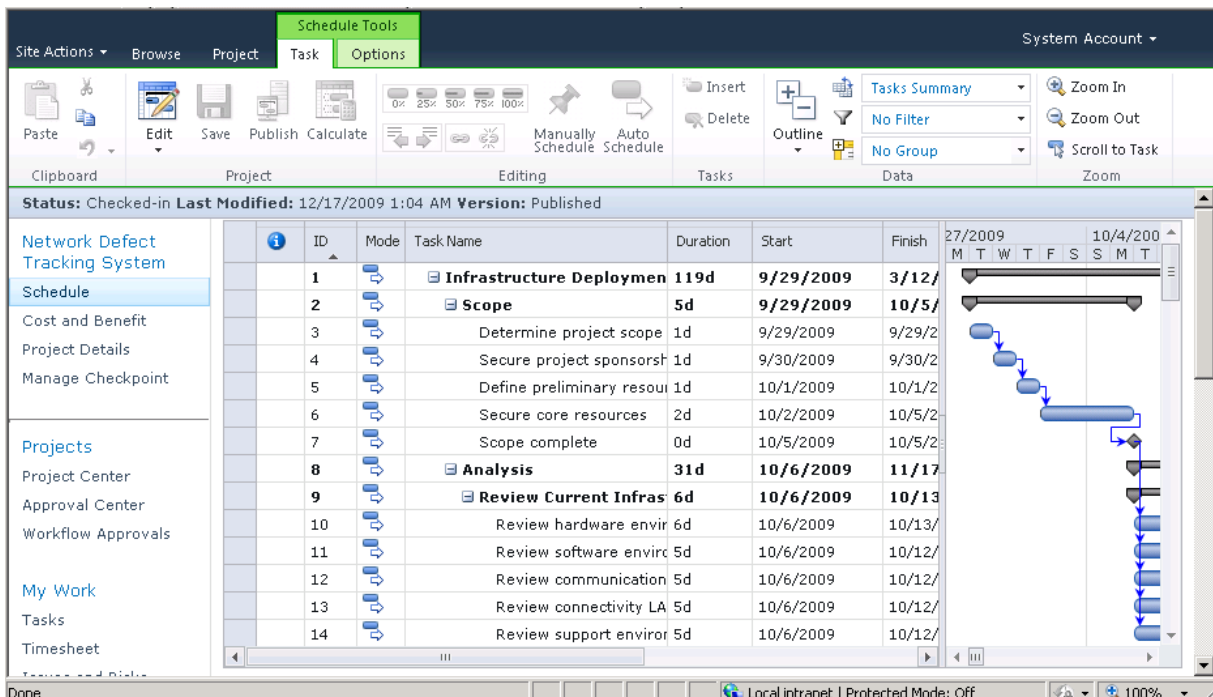 Schedule Tools
Site Actions Browse Project Task Options System Account
0% 25% 50% 75% 100%
Insert
Delete
Tasks Summary
No Filter
No Group
Zoom In
Zoom Out
Scroll to Task
Paste Edit Save Publish Calculate Manually Schedule Auto Schedule Outline
Clipboard Project Editing Tasks Data Zoom
Status: Checked-in Last Modified: 12/17/2009 1:04 AM Version: Published
Network Defect
Tracking System
Schedule
Cost and Benefit
Project Details
Manage Checkpoint
Projects
Project Center
Approval Center
Workflow Approvals
My Work
Tasks
Timesheet
Issues and Risks
ID Mode Task Name Duration Start Finish 27/2009 10/4/200
M T W T F S S M T
1 Infrastructure Deploymen 119d 9/29/2009 3/12/
2 Scope 5d 9/29/2009 10/5/
3 Determine project scope 1d 9/29/2009 9/29/2
4 Secure project sponsorsh 1d 9/30/2009 9/30/2
5 Define preliminary resou 1d 10/1/2009 10/1/2
6 Secure core resources 2d 10/2/2009 10/5/2
7 Scope complete 0d 10/5/2009 10/5/2
8 Analysis 31d 10/6/2009 11/17
9 Review Current Infras 6d 10/6/2009 10/13
10 Review hardware envir 6d 10/6/2009 10/13/
11 Review software enviro 5d 10/6/2009 10/12/
12 Review communication 5d 10/6/2009 10/12/
13 Review connectivity LA 5d 10/6/2009 10/12/
14 Review support enviror 5d 10/6/2009 10/12/
Done Local intranet | Protected Mode: Off 100%